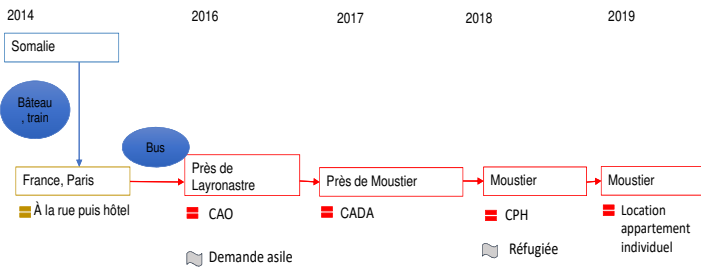 2014 2016 2017 2018 2019
Somalie
Bâteau
, train
Bus
France, Paris
Près de
Layronastre
Près de Moustier
Moustier
Moustier
À la rue puis hôtel
CAO
CADA
CPH
Location
appartement
individuel
Demande asile
Réfugiée